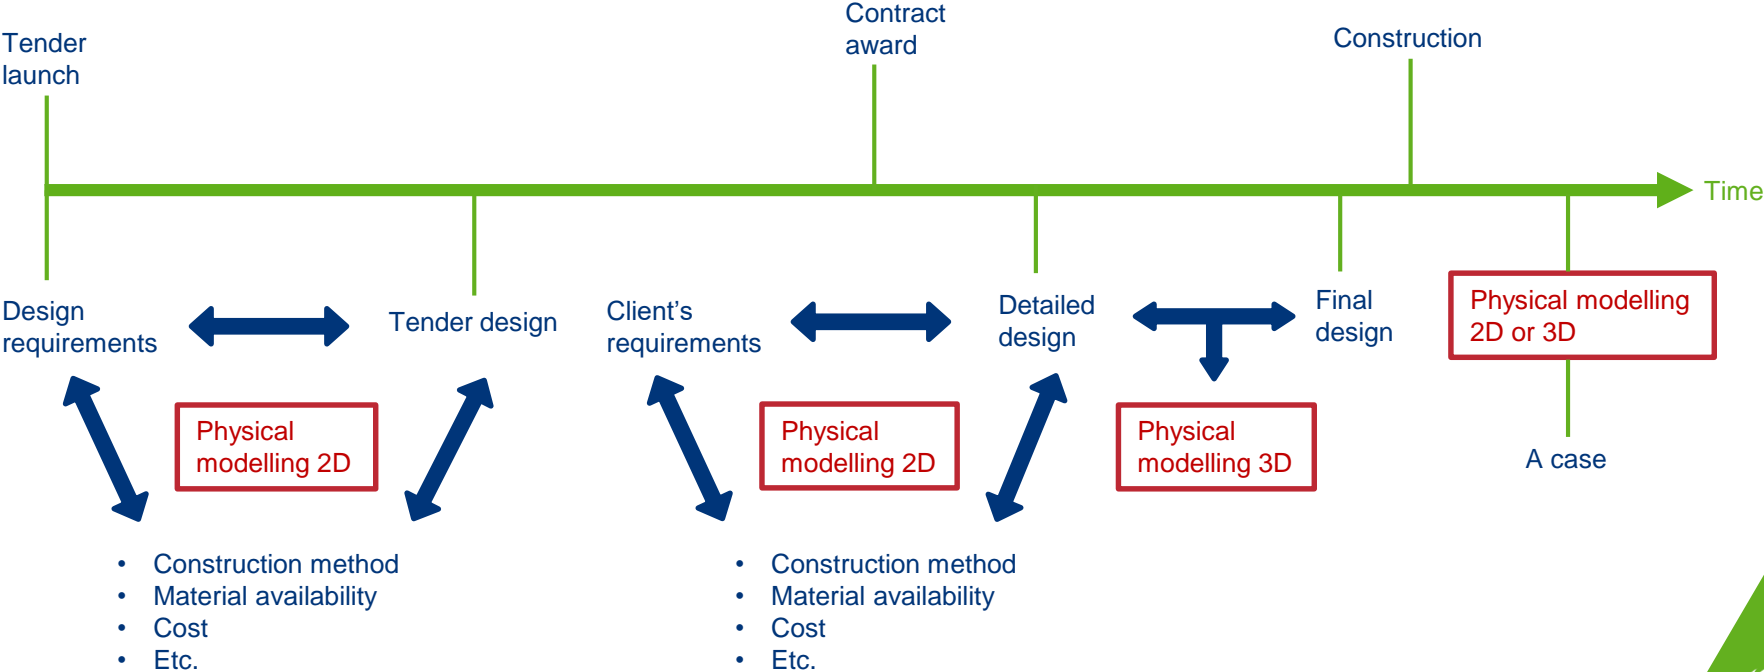 Tender
launch
Contract
award
Construction
Time
Design
requirements
Tender design
Client's
requirements
Detailed
design
Final
design
Physical modelling
2D or 3D
Physical
modelling 2D
Physical
modelling 2D
Physical
modelling 3D
A case
• Construction method
• Material availability
• Cost
• Etc.
• Construction method
• Material availability
• Cost
• Etc.